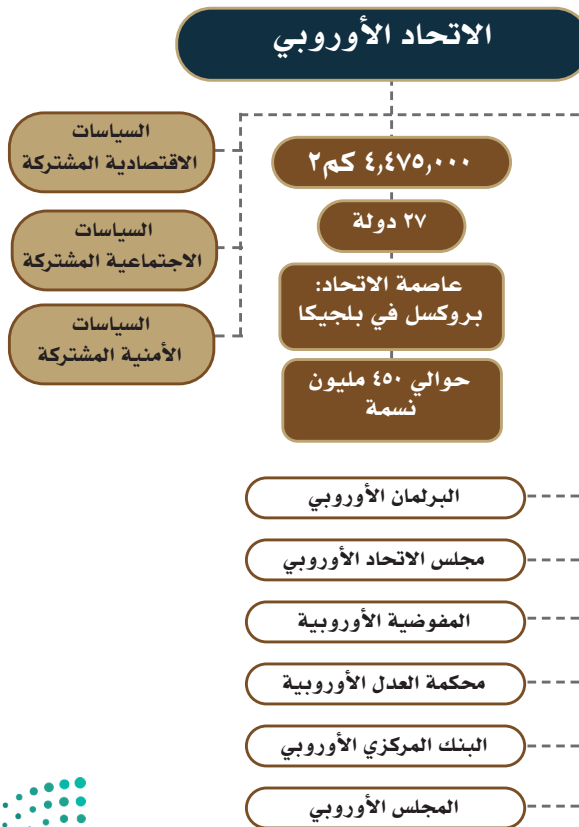 الاتحاد الأوروبي
٤,٤٧٥,٠٠٠ كم٢
٢٧ دولة
عاصمة الاتحاد:
بروكسل في بلجيكا
حوالي ٤٥٠ مليون
نسمة
السياسات
الاقتصادية المشتركة
السياسات
الاجتماعية المشتركة
السياسات
الأمنية المشتركة
البرلمان الأوروبي
مجلس الاتحاد الأوروبي
المفوضية الأوروبية
محكمة العدل الأوروبية
البنك المركزي الأوروبي
المجلس الأوروبي